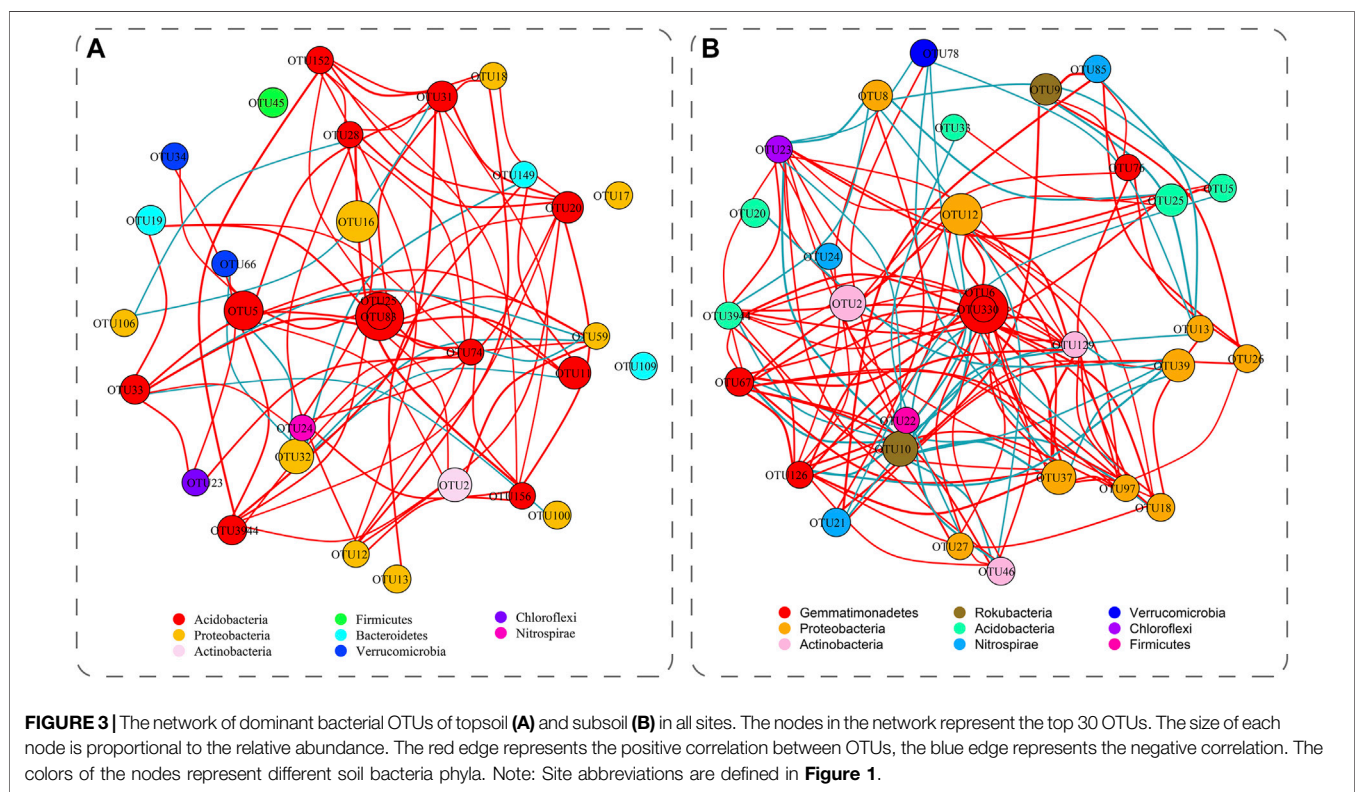 A
OTU152
OTU31
OTU18
OTU45
OTU28
OTU34
OTU149
OTU17
OTU19
OTU16
OTU20
OTU66
OTU5
OTU25
OTU83
OTU106
OTU59
OTU74
OTU109
OTU33
OTU11
OTU24
OTU32
OTU23
OTU2
OTU156
OTU100
OTU3944
OTU12
OTU13
Acidobacteria
Proteobacteria
Actinobacteria
Firmicutes
Bacteroidetes
Verrucomicrobia
Chloroflexi
Nitrospirae
B
OTU78
OTU85
OTU8
OTU9
OTU33
OTU23
OTU76
OTU5
OTU25
OTU20
OTU12
OTU24
OTU2
OTU6
OTU330
OTU3944
OTU13
OTU129
OTU39
OTU26
OTU67
OTU22
OTU10
OTU126
OTU37
OTU97
OTU18
OTU21
OTU27
OTU46
Gemmatimonadetes
Proteobacteria
Actinobacteria
Rokubacteria
Acidobacteria
Nitrospirae
Verrucomicrobia
Chloroflexi
Firmicutes
FIGURE 3 | The network of dominant bacterial OTUs of topsoil (A) and subsoil (B) in all sites. The nodes in the network represent the top 30 OTUs. The size of each
node is proportional to the relative abundance. The red edge represents the positive correlation between OTUs, the blue edge represents the negative correlation. The
colors of the nodes represent different soil bacteria phyla. Note: Site abbreviations are defined in Figure 1.